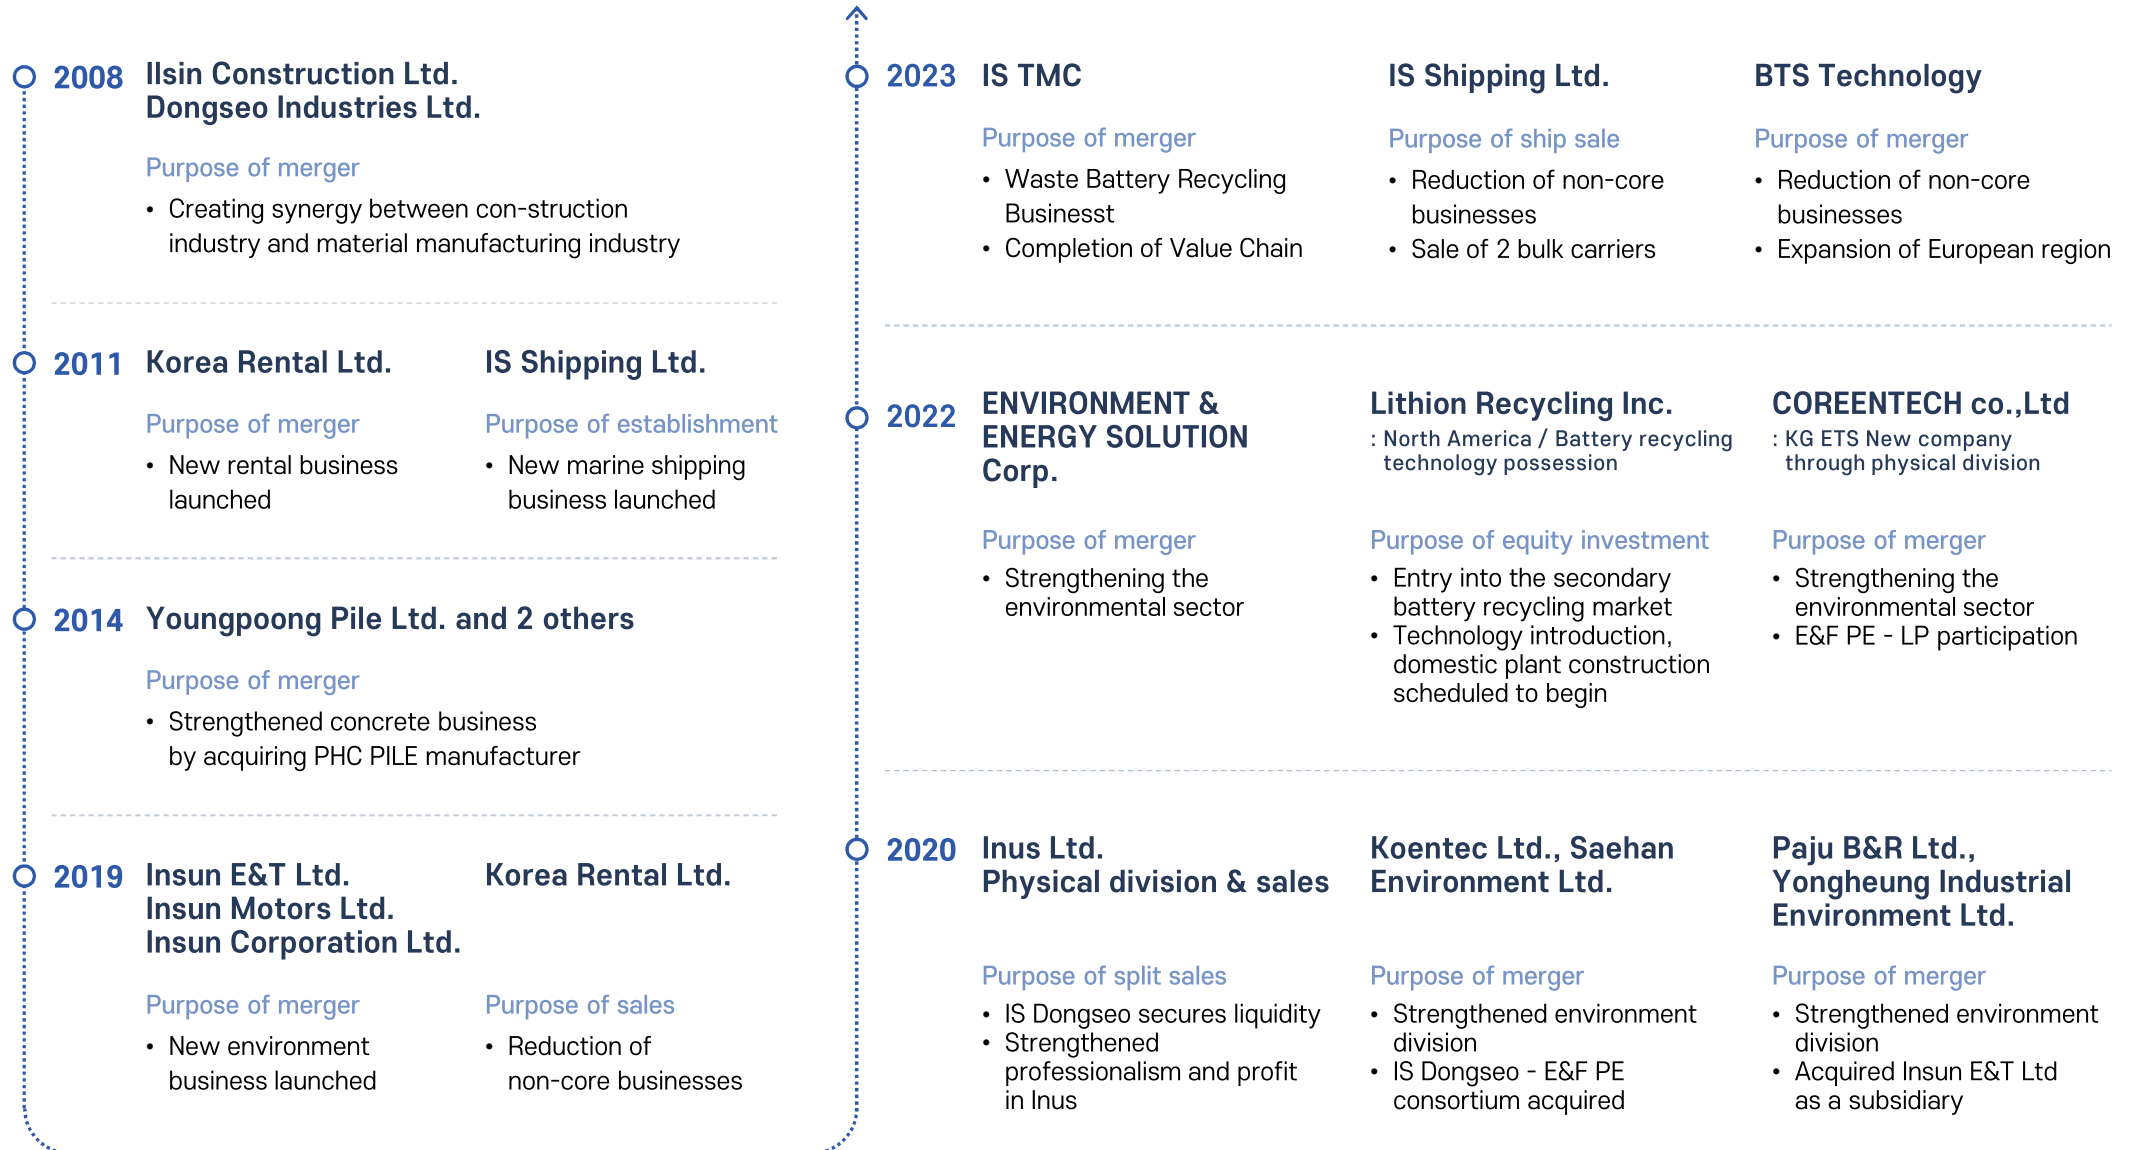 2008
Ilsin Construction Ltd.
Dongseo Industries Ltd.
Purpose of merger
• Creating synergy between con-struction
industry and material manufacturing industry
2011
Korea Rental Ltd.
Purpose of merger
• New rental business
launched
IS Shipping Ltd.
Purpose of establishment
• New marine shipping
business launched
2014
Youngpoong Pile Ltd. and 2 others
Purpose of merger
• Strengthened concrete business
by acquiring PHC PILE manufacturer
2019
Insun E&T Ltd.
Insun Motors Ltd.
Insun Corporation Ltd.
Purpose of merger
• New environment
business launched
Korea Rental Ltd.
Purpose of sales
• Reduction of
non-core businesses
2023
IS TMC
Purpose of merger
• Waste Battery Recycling
Businesst
• Completion of Value Chain
IS Shipping Ltd.
Purpose of ship sale
• Reduction of non-core
businesses
• Sale of 2 bulk carriers
BTS Technology
Purpose of merger
• Reduction of non-core
businesses
• Expansion of European region
2022
ENVIRONMENT &
ENERGY SOLUTION
Corp.
Purpose of merger
• Strengthening the
environmental sector
Lithion Recycling Inc.
: North America / Battery recycling
technology possession
Purpose of equity investment
• Entry into the secondary
battery recycling market
• Technology introduction,
domestic plant construction
scheduled to begin
COREENTECH co.,Ltd
: KG ETS New company
through physical division
Purpose of merger
• Strengthening the
environmental sector
• E&F PE - LP participation
2020
Inus Ltd.
Physical division & sales
Purpose of split sales
• IS Dongseo secures liquidity
• Strengthened
professionalism and profit
in Inus
Koentec Ltd., Saehan
Environment Ltd.
Purpose of merger
• Strengthened environment
division
• IS Dongseo - E&F PE
consortium acquired
Paju B&R Ltd.,
Yongheung Industrial
Environment Ltd.
Purpose of merger
• Strengthened environment
division
• Acquired Insun E&T Ltd
as a subsidiary